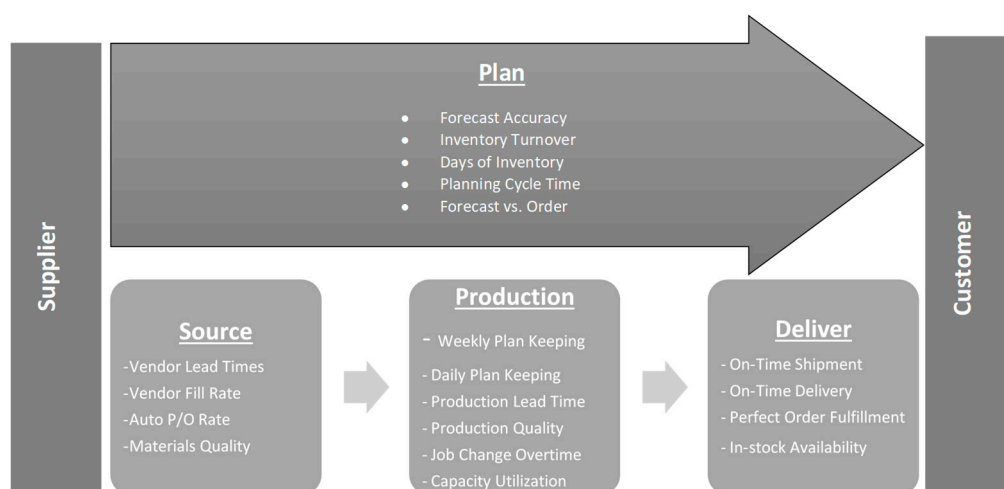 Supplier
Plan
• Forecast Accuracy
• Inventory Turnover
• Days of Inventory
• Planning Cycle Time
• Forecast vs. Order
Source
-Vendor Lead Times
-Vendor Fill Rate
-Auto P/O Rate
-Materials Quality
Production
- Weekly Plan Keeping
- Daily Plan Keeping
- Production Lead Time
- Production Quality
- Job Change Overtime
- Capacity Utilization
Deliver
- On-Time Shipment
- On-Time Delivery
- Perfect Order Fulfillment
- In-stock Availability
Customer